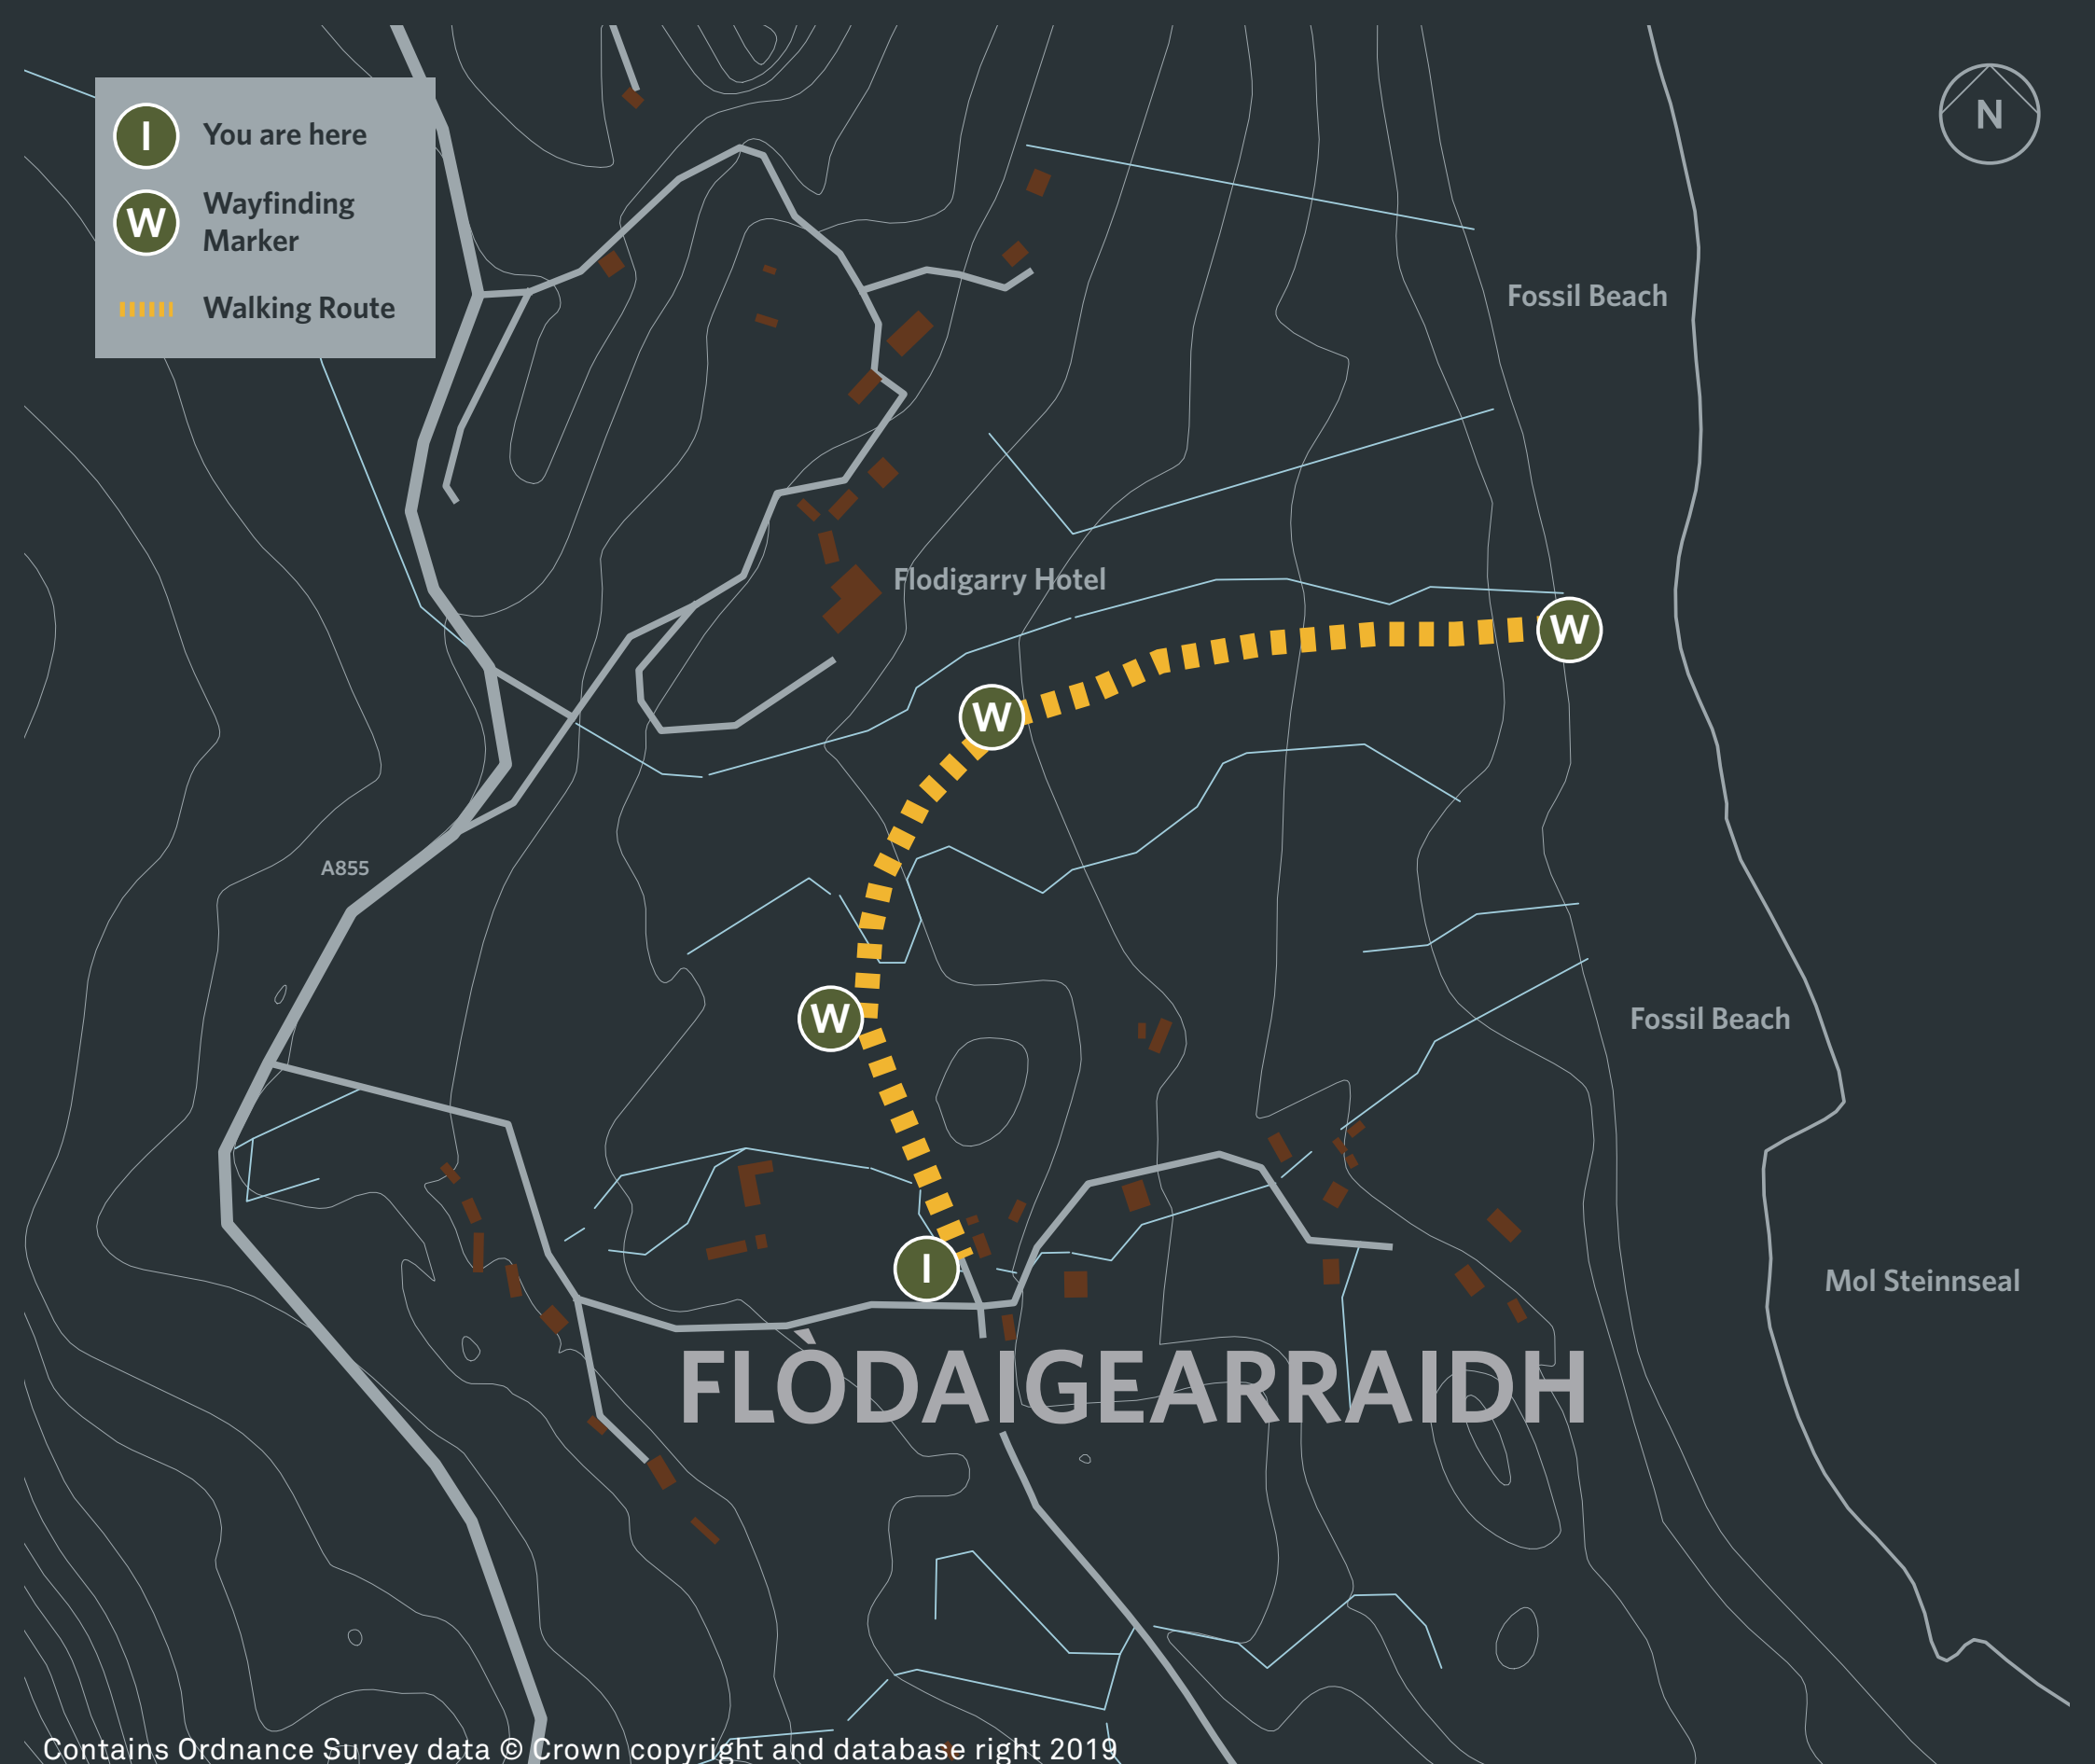 I
You are here
W
Wayfinding
Marker
Walking Route
N
Fossil Beach
Flodigarry Hotel
W
W
A855
W
Fossil Beach
I
Mol Steinnseal
FLÒDAIGEARRAIDH
Contains Ordnance Survey data © Crown copyright and database right 2019